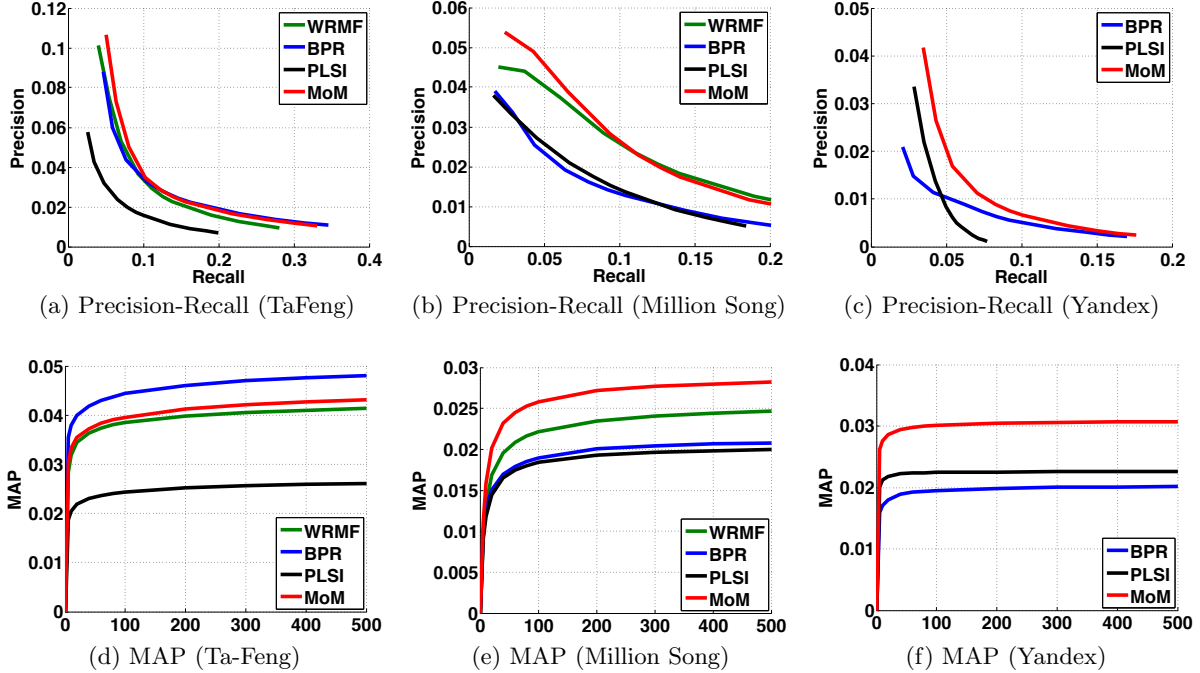 0.12
0.1
0.08
0.06
0.04
0.02
0
Precision
0 0.1 0.2 0.3 0.4
Recall
WRMF
BPR
PLSI
MoM
(a) Precision-Recall (TaFeng)
0.06
0.05
0.04
0.03
0.02
0.01
0
Precision
0 0.05 0.1 0.15 0.2
Recall
WRMF
BPR
PLSI
MoM
(b) Precision-Recall (Million Song)
0.05
0.04
0.03
0.02
0.01
0
Precision
0 0.05 0.1 0.15 0.2
Recall
BPR
PLSI
MoM
(c) Precision-Recall (Yandex)
0.05
0.04
0.03
0.02
0.01
0
MAP
0 100 200 300 400 500
WRMF
BPR
PLSI
MoM
(d) MAP (Ta-Feng)
0.03
0.025
0.02
0.015
0.01
0.005
0
MAP
0 100 200 300 400 500
WRMF
BPR
PLSI
MoM
(e) MAP (Million Song)
0.04
0.03
0.02
0.01
0
MAP
0 100 200 300 400 500
BPR
PLSI
MoM
(f) MAP (Yandex)